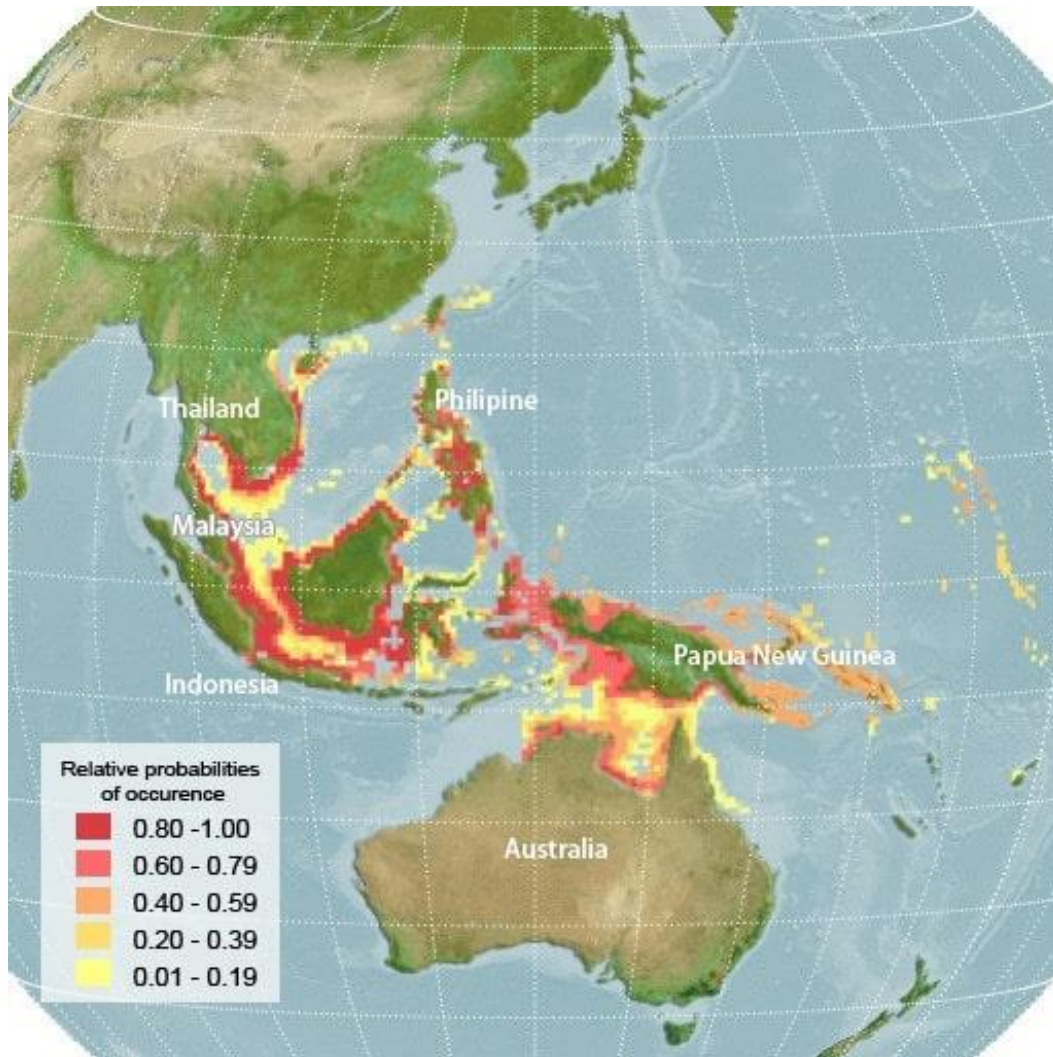 Thailand
Philipine
Malaysia
Papua New Guinea
Indonesia
Relative probabilities
of occurence
0.80 -1.00
0.60 - 0.79
0.40 - 0.59
0.20 - 0.39
0.01 - 0.19
Australia